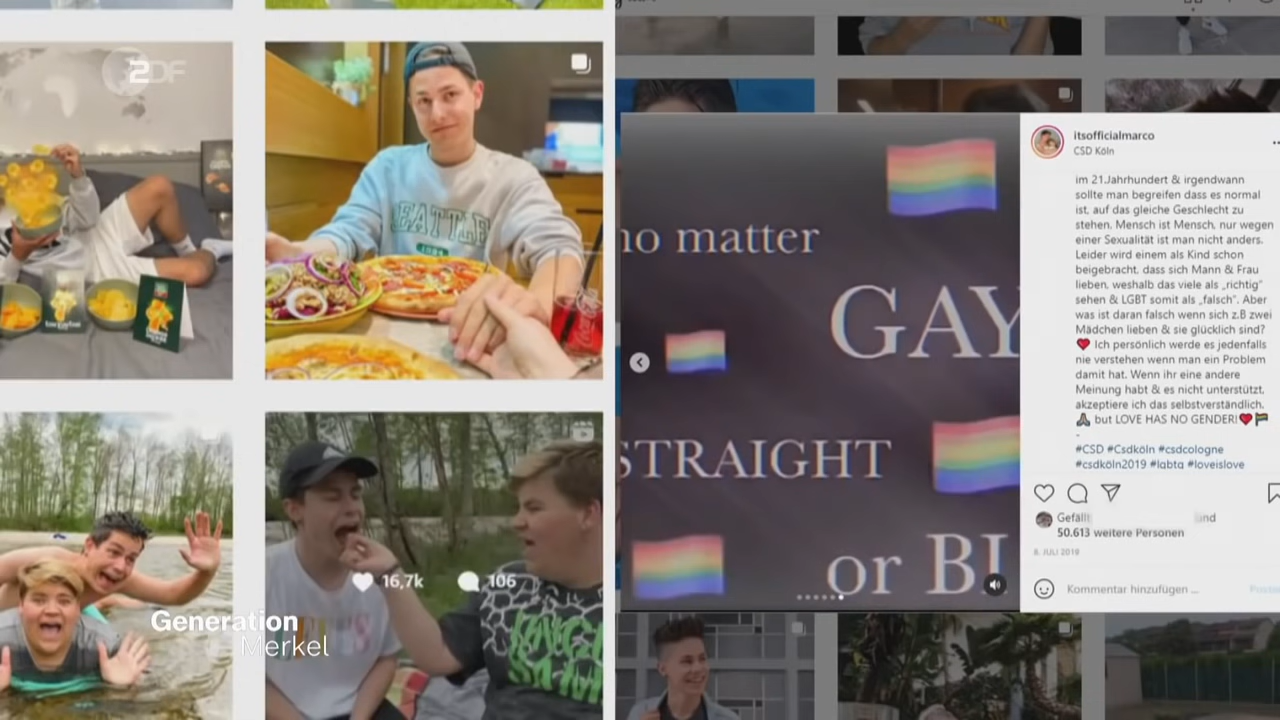 ZDF
SEATTLE
16,7k
106
Generation
Merkel
no matter
GAY
STRAIGHT
or BI
itsofficialmarco
CSD Köln
im 21.Jahrhundert & irgendwann
sollte man begreifen dass es normal
ist, auf das gleiche Geschlecht zu
stehen. Mensch ist Mensch, nur wegen
einer Sexualität ist man nicht anders.
Leider wird einem als Kind schon
beigebracht, dass sich Mann & Frau
lieben, weshalb das viele als „richtig"
sehen & LGBT somit als „falsch". Aber
was ist daran falsch wenn sich z.B zwei
Mädchen lieben & sie glücklich sind?
❤️ Ich persönlich werde es jedenfalls
nie verstehen wenn man ein Problem
damit hat. Wenn ihr eine andere
Meinung habt & es nicht unterstützt,
akzeptiere ich das selbstverständlich.
🙏🏼 but LOVE HAS NO GENDER!❤️🏳️‍🌈
-
#CSD #Csdköln #csdcologne
#csdköln2019 #lgbtq #loveislove
Gefällt und
50.613 weitere Personen
8. JULI 2019
Kommentar hinzufügen ...